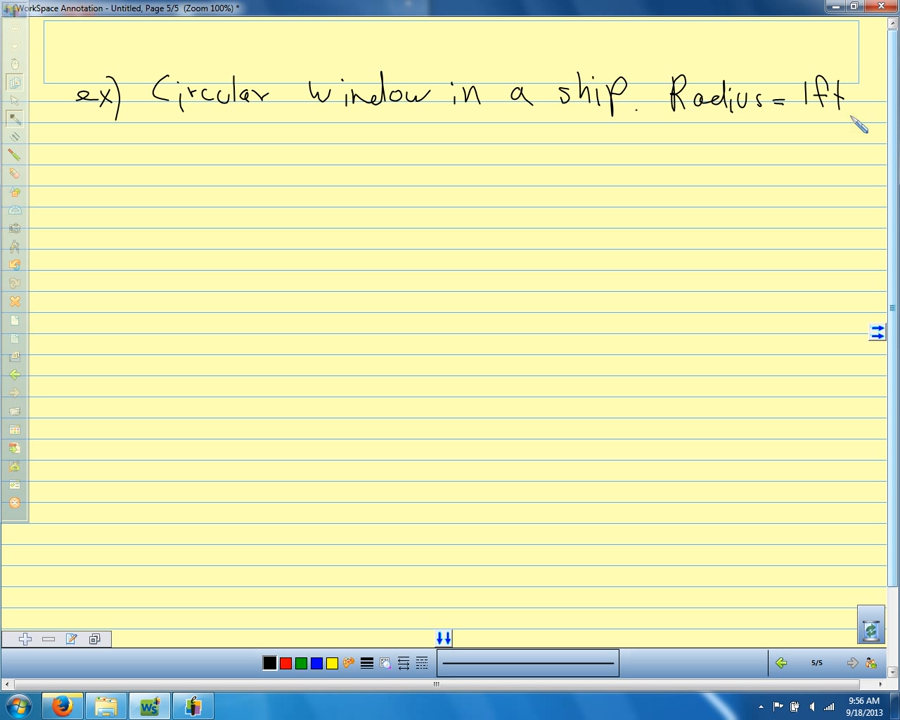 WorkSpace Annotation - Untitled, Page 5/5 (Zoom 100%) *
ex) Circular window in a ship. Radius = 1ft
5/5
9:56 AM
9/18/2013